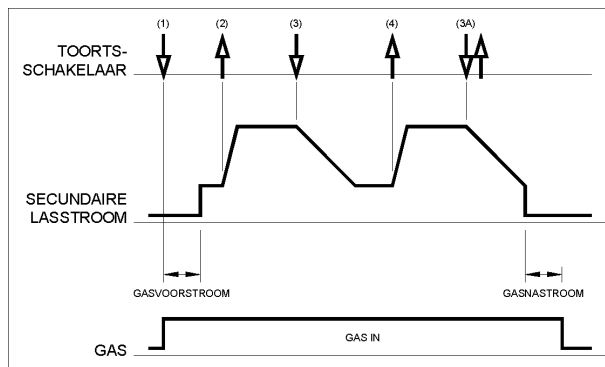 (1) (2) (3) (4) (3A)
TOORTS-
SCHAKELAAR
SECUNDAIRE
LASSTROOM
GASVOORSTROOM GASNASTROOM
GAS IN
GAS